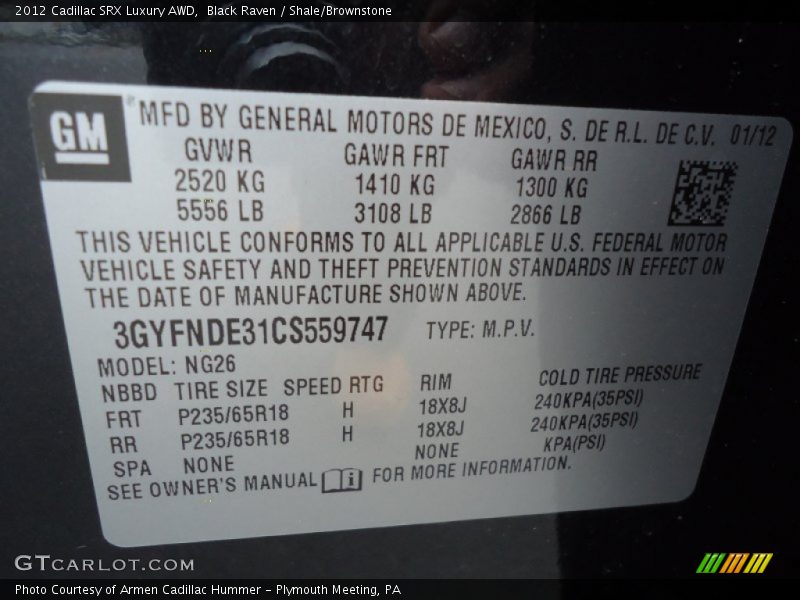 2012 Cadillac SRX Luxury AWD, Black Raven / Shale/Brownstone
GM
MFD BY GENERAL MOTORS DE MEXICO, S. DE R.L. DE C.V. 01/12
GVWR GAWR FRT GAWR RR
2520 KG 1410 KG 1300 KG
5556 LB 3108 LB 2866 LB
THIS VEHICLE CONFORMS TO ALL APPLICABLE U.S. FEDERAL MOTOR
VEHICLE SAFETY AND THEFT PREVENTION STANDARDS IN EFFECT ON
THE DATE OF MANUFACTURE SHOWN ABOVE.
3GYFNDE31CS559747 TYPE: M.P.V.
MODEL: NG26
NBBD TIRE SIZE SPEED RTG RIM COLD TIRE PRESSURE
FRT P235/65R18 H 18X8J 240KPA(35PSI)
RR P235/65R18 H 18X8J 240KPA(35PSI)
SPA NONE NONE KPA(PSI)
SEE OWNER'S MANUAL i FOR MORE INFORMATION.
GTCARLOT.COM
Photo Courtesy of Armen Cadillac Hummer - Plymouth Meeting, PA